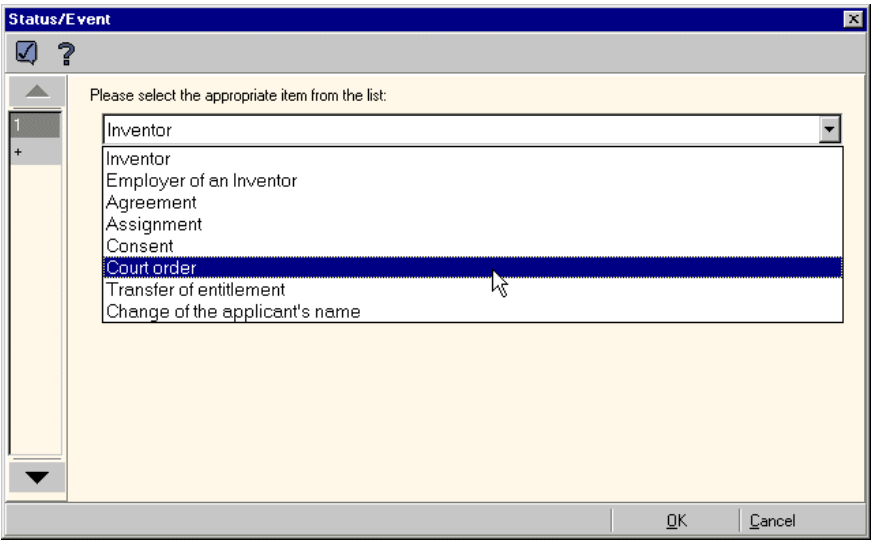 Status/Event
?
Please select the appropriate item from the list:
1
Inventor
+
Inventor
Employer of an Inventor
Agreement
Assignment
Consent
Court order
Transfer of entitlement
Change of the applicant's name
OK
Cancel